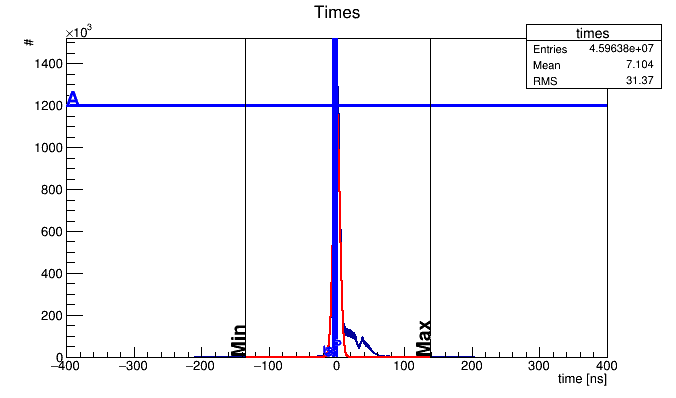 Times
×10³
#
times
Entries 4.59638e+07
Mean 7.104
RMS 31.37
1400
1200
1000
800
600
400
200
0
A
Min
Max
−400 −300 −200 −100 0 100 200 300 400
time [ns]